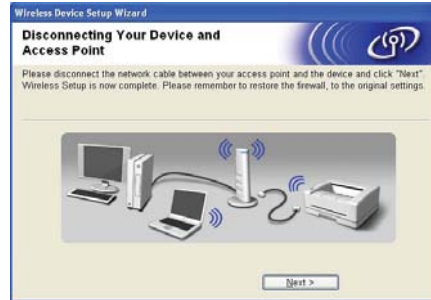 Wireless Device Setup Wizard
Disconnecting Your Device and
Access Point
Please disconnect the network cable between your access point and the device and click "Next".
Wireless Setup is now complete. Please remember to restore the firewall, to the original settings.
Next >